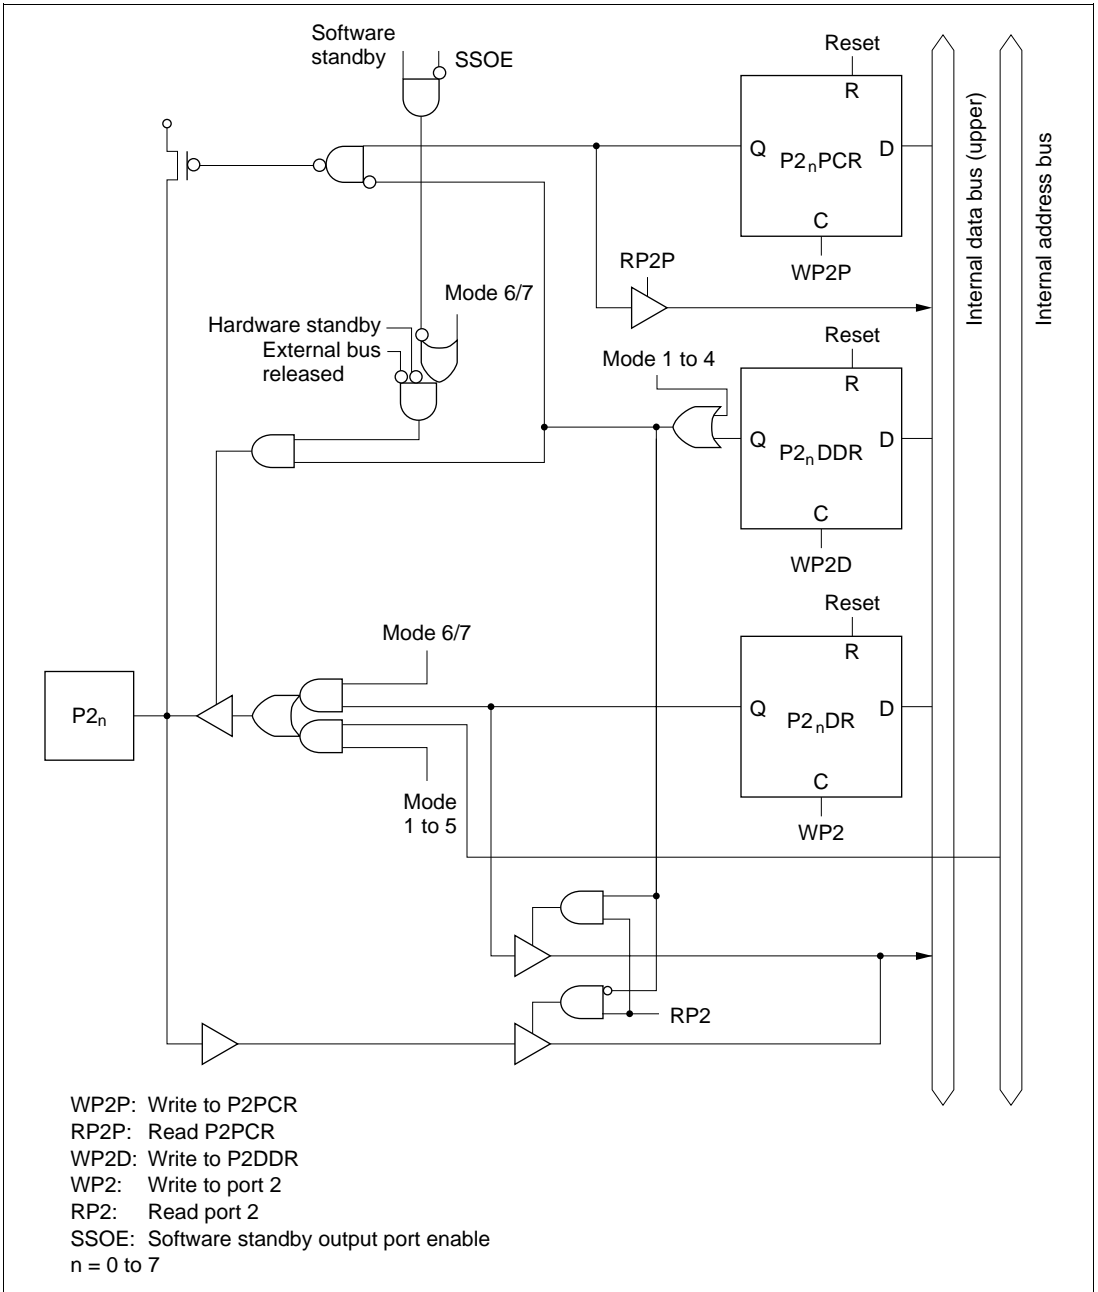 Software
standby
SSOE
Reset
R
Q
P2nPCR
D
C
WP2P
Internal data bus (upper)
Internal address bus
RP2P
Mode 6/7
Hardware standby
External bus
released
Mode 1 to 4
Reset
R
Q
P2nDDR
D
C
WP2D
Reset
R
Q
P2nDR
D
C
WP2
Mode 6/7
P2n
Mode
1 to 5
RP2
WP2P: Write to P2PCR
RP2P: Read P2PCR
WP2D: Write to P2DDR
WP2: Write to port 2
RP2: Read port 2
SSOE: Software standby output port enable
n = 0 to 7